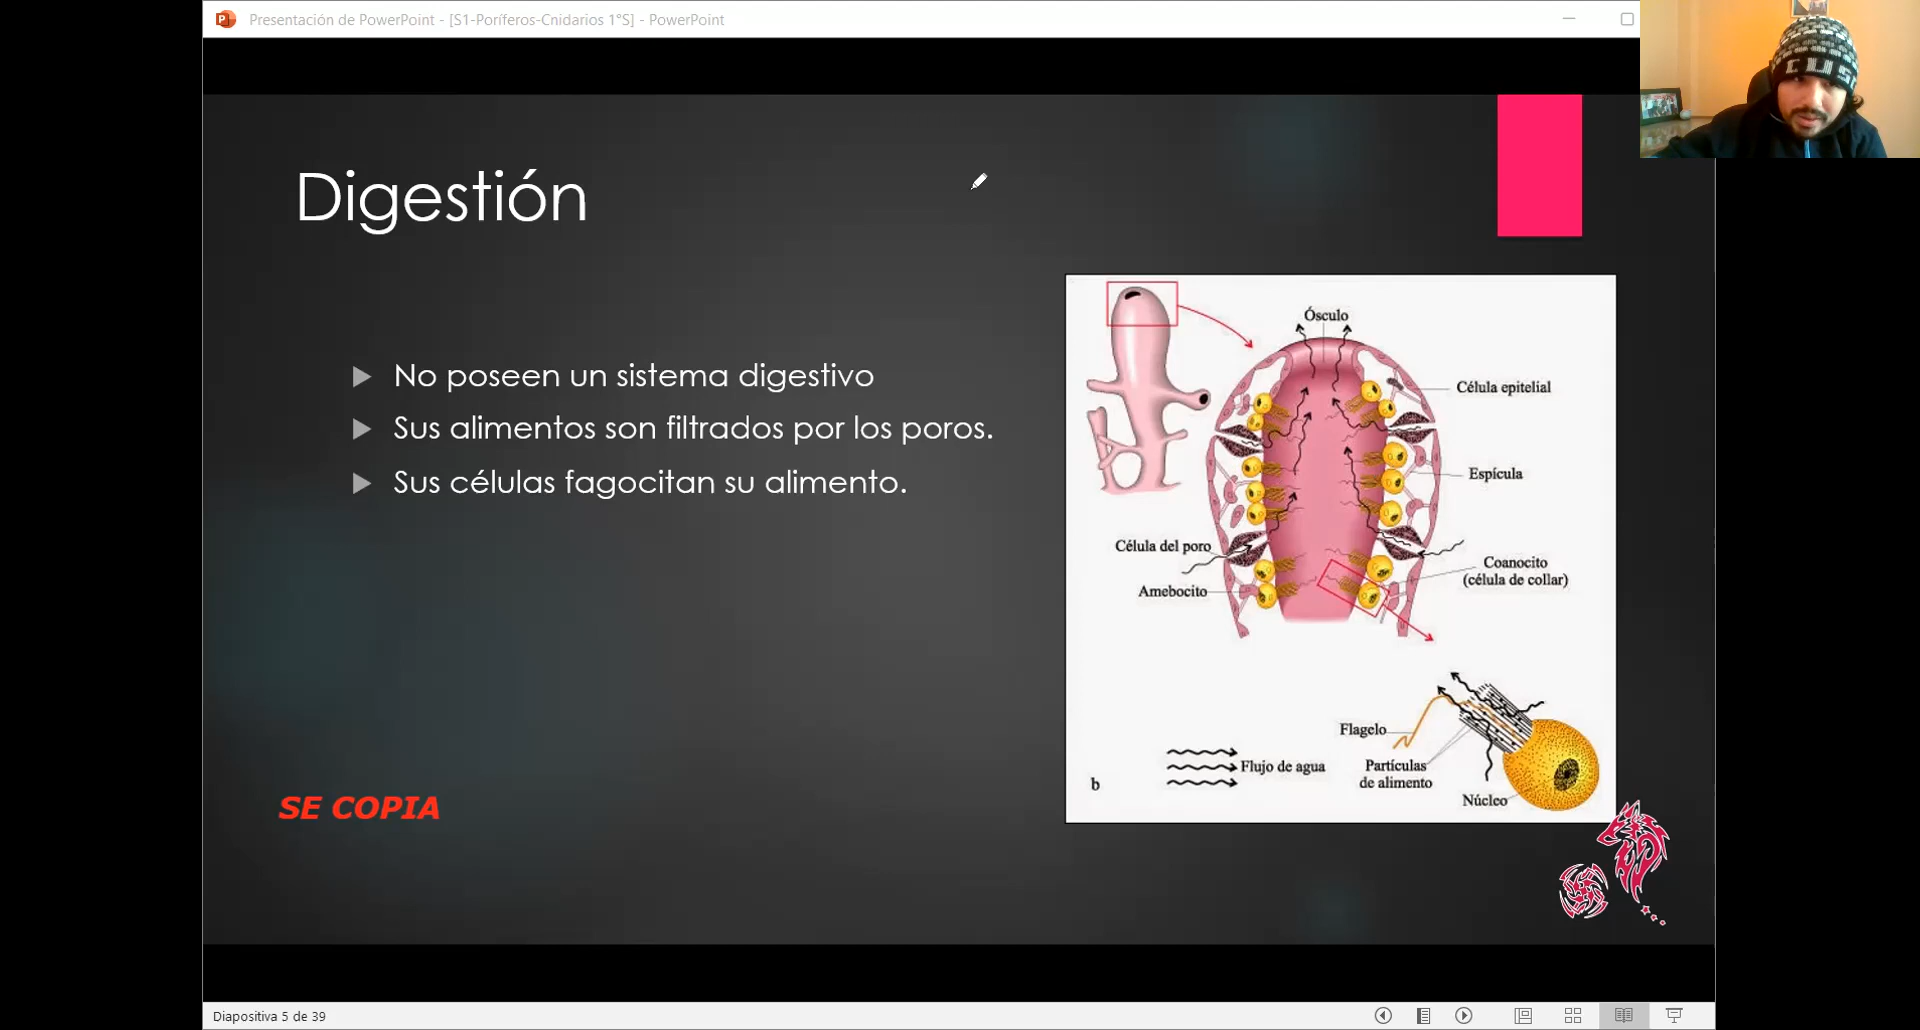 Presentación de PowerPoint - [S1-Poríferos-Cnidarios 1°S] - PowerPoint
Digestión
No poseen un sistema digestivo
Sus alimentos son filtrados por los poros.
Sus células fagocitan su alimento.
SE COPIA
Ósculo
Célula epitelial
Espícula
Célula del poro
Coanocito
(célula de collar)
Amebocito
Flagelo
Flujo de agua
Partículas
de alimento
b
Núcleo
Diapositiva 5 de 39